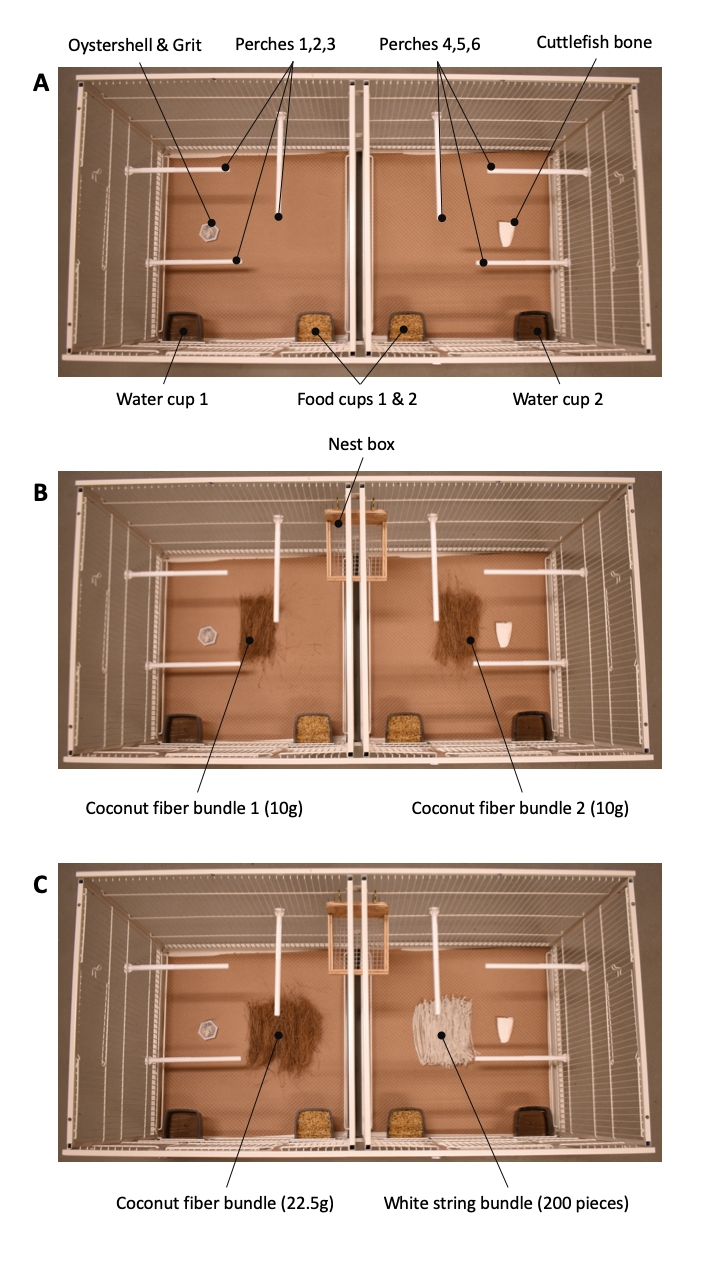 Oystershell & Grit
Perches 1,2,3
Perches 4,5,6
Cuttlefish bone
A
Water cup 1
Food cups 1 & 2
Water cup 2
Nest box
B
Coconut fiber bundle 1 (10g)
Coconut fiber bundle 2 (10g)
C
Coconut fiber bundle (22.5g)
White string bundle (200 pieces)